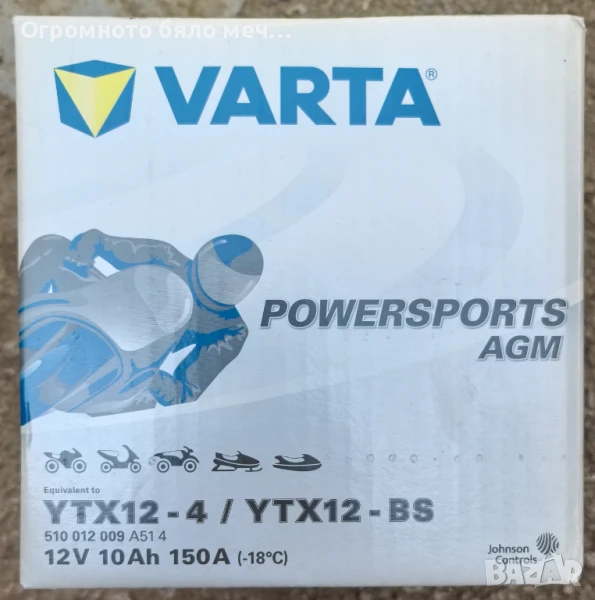 Огромното бяло меч...
VARTA®
POWERSPORTS
AGM
Equivalent to
YTX12-4 / YTX12-BS
510 012 009 A51 4
12V 10Ah 150A (-18°C)
Johnson
Controls
BAZAR